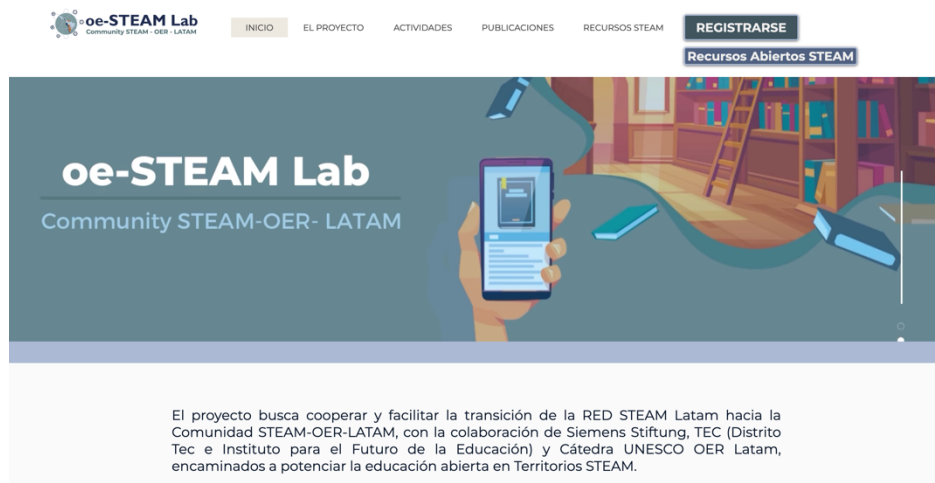 oe-STEAM Lab
Community STEAM - OER - LATAM
INICIO
EL PROYECTO
ACTIVIDADES
PUBLICACIONES
RECURSOS STEAM
REGISTRARSE
Recursos Abiertos STEAM
oe-STEAM Lab
Community STEAM-OER- LATAM
El proyecto busca cooperar y facilitar la transición de la RED STEAM Latam hacia la
Comunidad STEAM-OER-LATAM, con la colaboración de Siemens Stiftung, TEC (Distrito
Tec e Instituto para el Futuro de la Educación) y Cátedra UNESCO OER Latam,
encaminados a potenciar la educación abierta en Territorios STEAM.